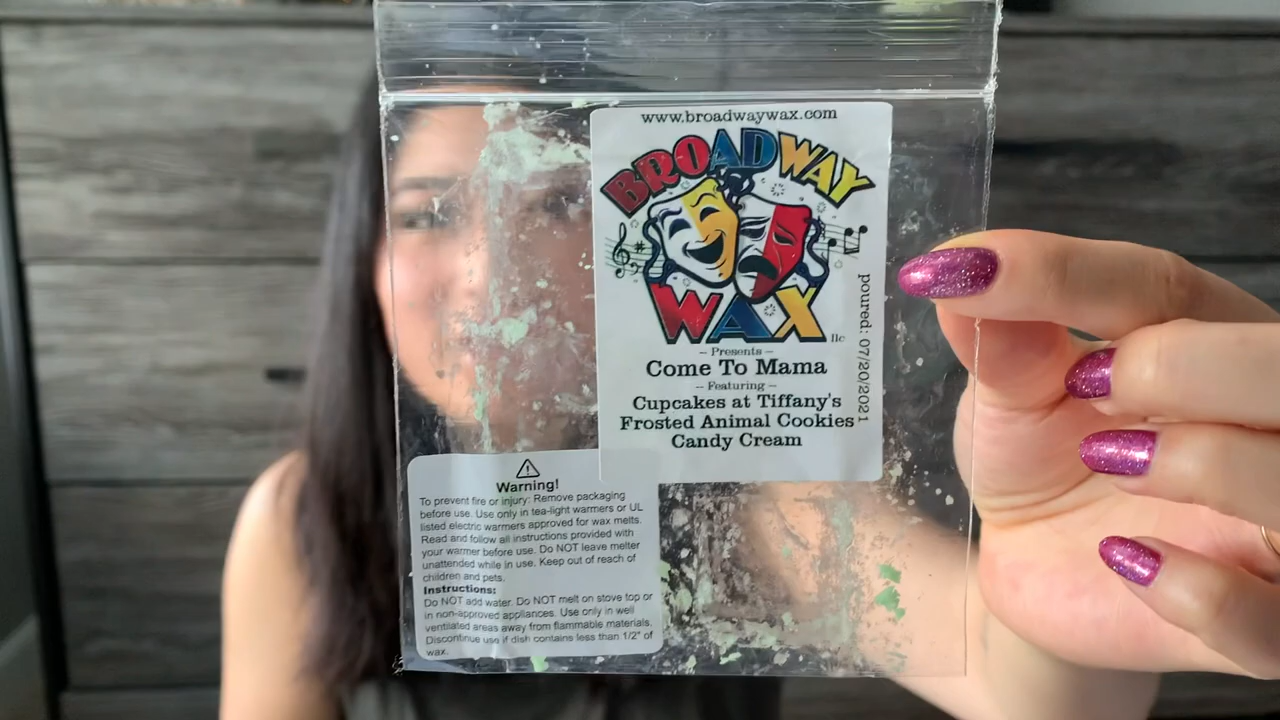 www.broadwaywax.com
BROADWAY
WAX
llc
-- Presents --
Come To Mama
-- Featuring --
Cupcakes at Tiffany's
Frosted Animal Cookies
Candy Cream
poured: 07/20/2021
Warning!
To prevent fire or injury: Remove packaging
before use. Use only in tea-light warmers or UL
listed electric warmers approved for wax melts.
Read and follow all instructions provided with
your warmer before use. Do NOT leave melter
unattended while in use. Keep out of reach of
children and pets.
Instructions:
Do NOT add water. Do NOT melt on stove top or
in non-approved appliances. Use only in well
ventilated areas away from flammable materials.
Discontinue use if dish contains less than 1/2" of
wax.